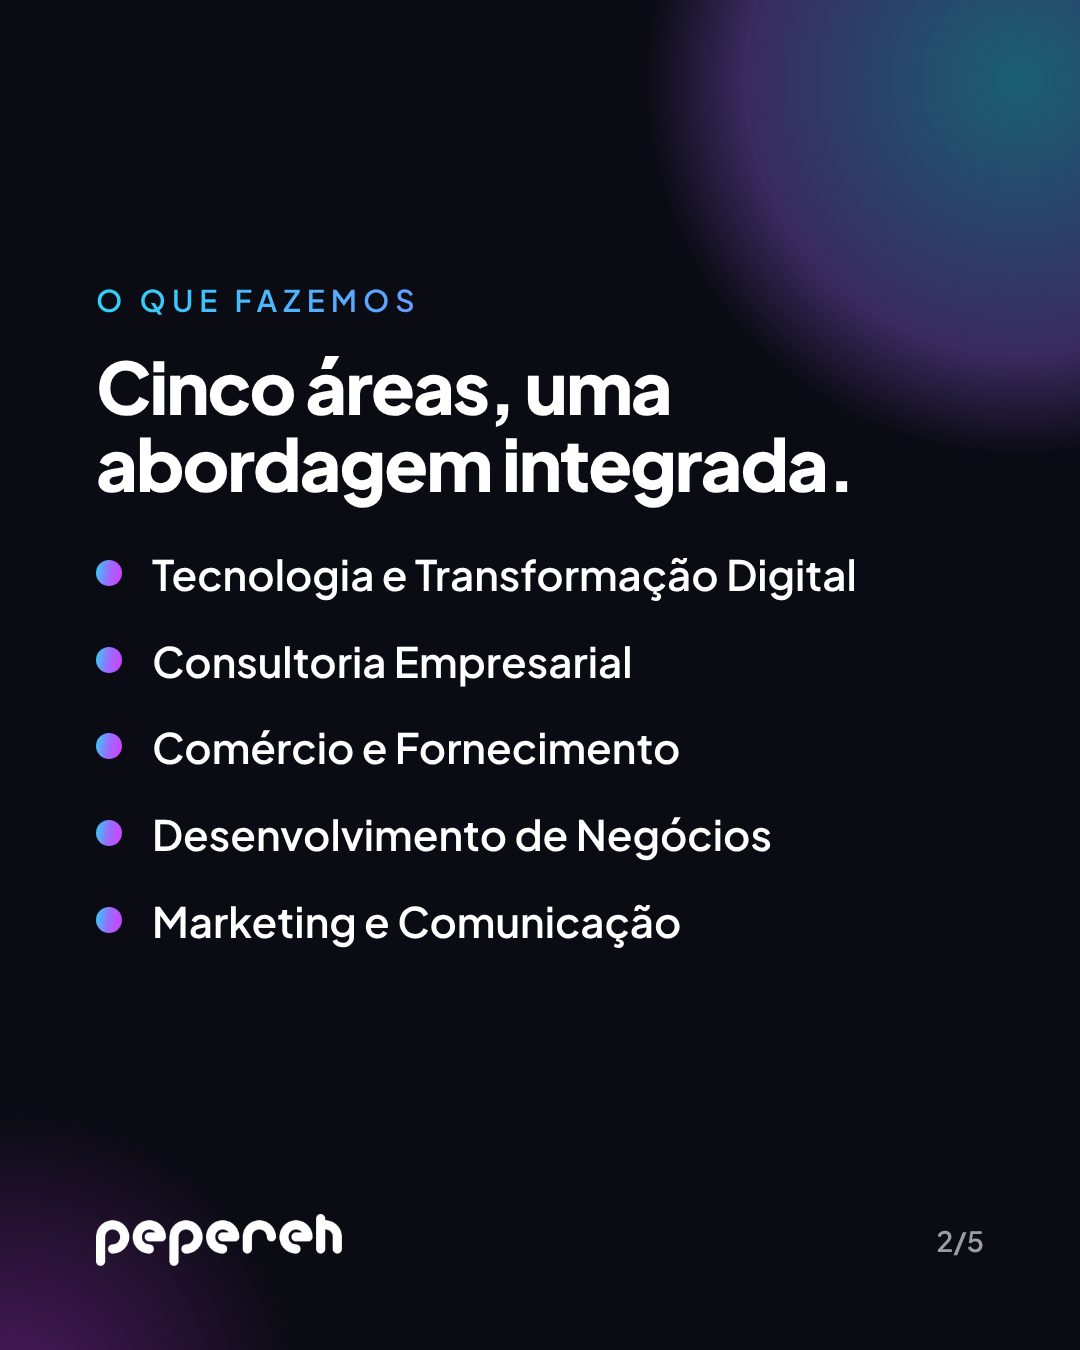 O QUE FAZEMOS
Cinco áreas, uma
abordagem integrada.
Tecnologia e Transformação Digital
Consultoria Empresarial
Comércio e Fornecimento
Desenvolvimento de Negócios
Marketing e Comunicação
pepereh
2/5